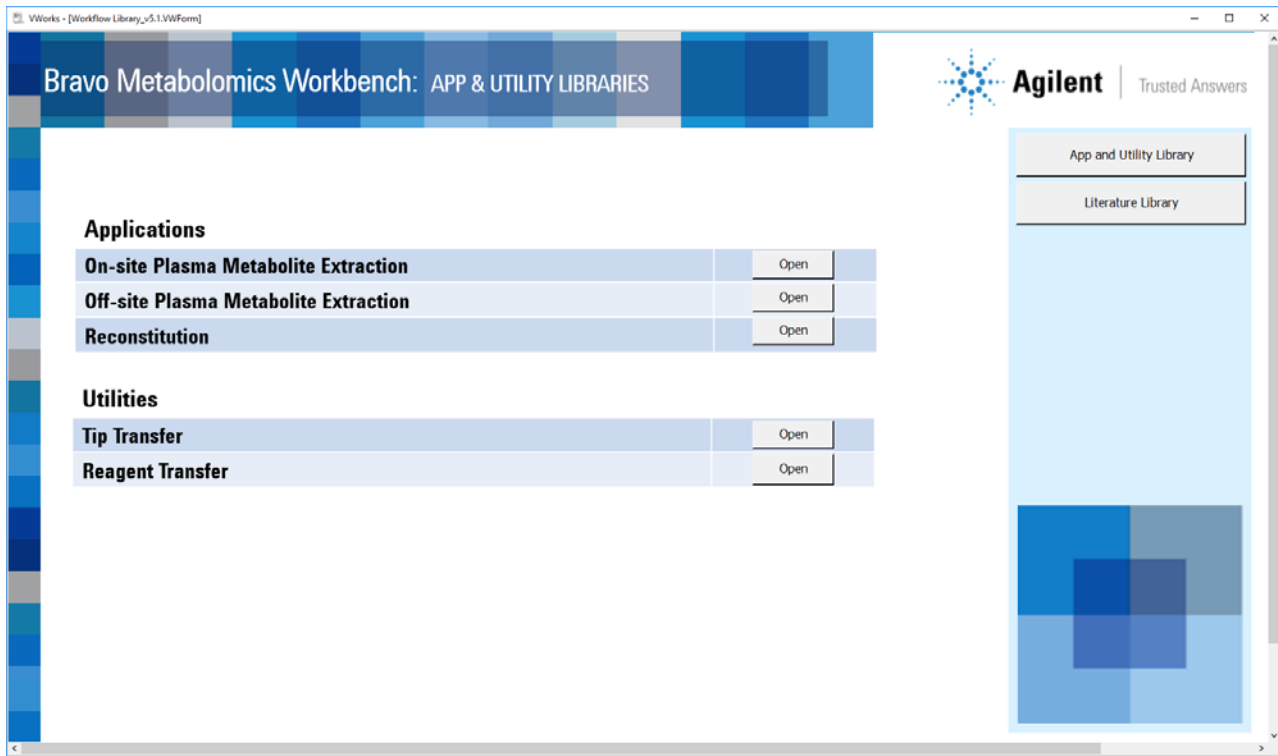 VWorks - [Workflow Library_v5.1.VWForm]
Bravo Metabolomics Workbench: APP & UTILITY LIBRARIES
Agilent | Trusted Answers
App and Utility Library
Literature Library
Applications
On-site Plasma Metabolite Extraction Open
Off-site Plasma Metabolite Extraction Open
Reconstitution Open
Utilities
Tip Transfer Open
Reagent Transfer Open